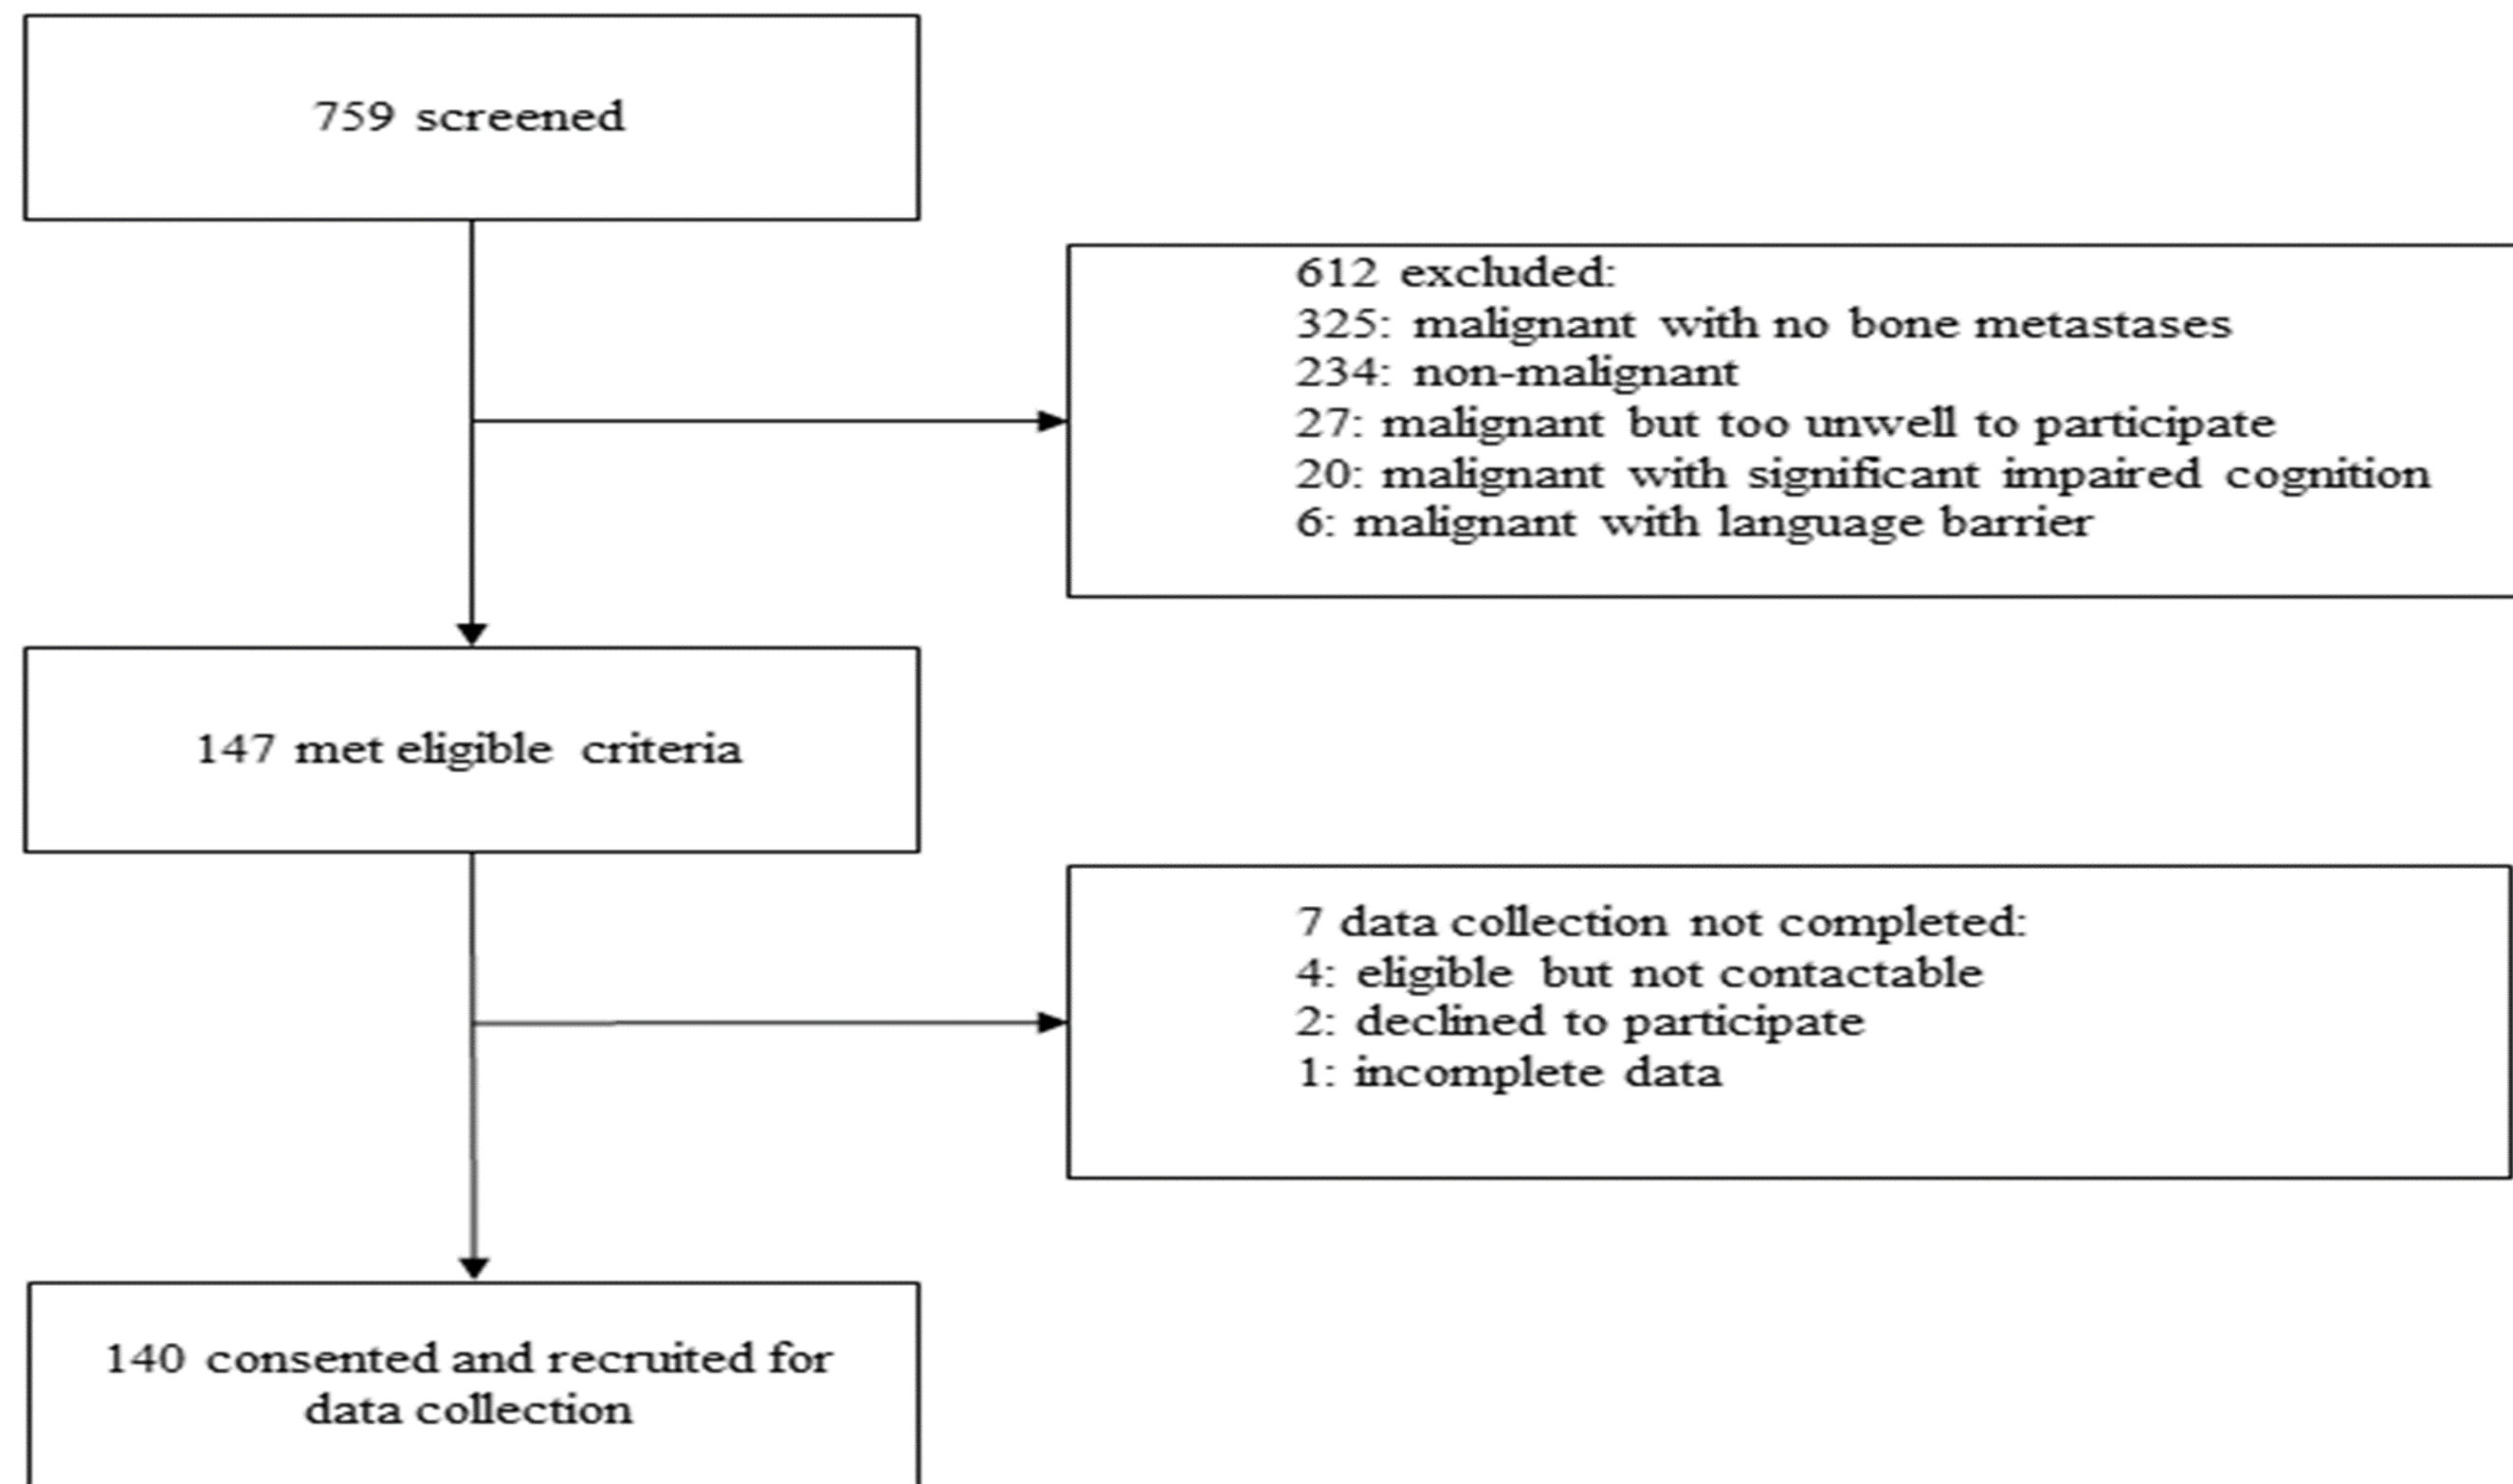 759 screened
612 excluded:
325: malignant with no bone metastases
234: non-malignant
27: malignant but too unwell to participate
20: malignant with significant impaired cognition
6: malignant with language barrier
147 met eligible criteria
7 data collection not completed:
4: eligible but not contactable
2: declined to participate
1: incomplete data
140 consented and recruited for
data collection